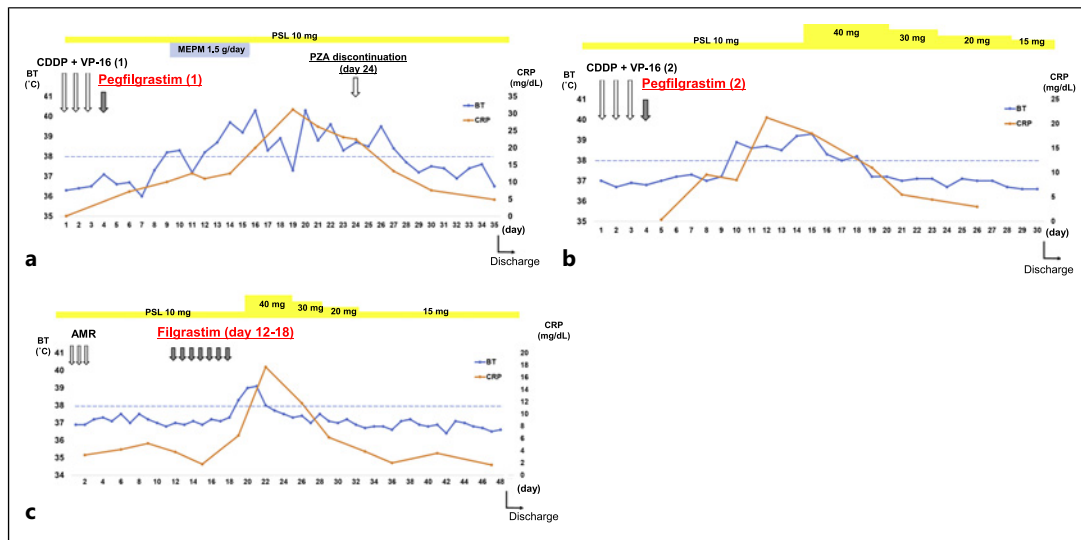 PSL 10 mg
MEPM 1.5 g/day
PZA discontinuation
(day 24)
CDDP + VP-16 (1)
Pegfilgrastim (1)
BT
(˚C)
CRP
(mg/dL)
BT
CRP
41
40
39
38
37
36
35
35
30
25
20
15
10
5
0
1 2 3 4 5 6 7 8 9 10 11 12 13 14 15 16 17 18 19 20 21 22 23 24 25 26 27 28 29 30 31 32 33 34 35 (day)
Discharge
a
PSL 10 mg
40 mg
30 mg
20 mg
15 mg
CDDP + VP-16 (2)
Pegfilgrastim (2)
BT
(˚C)
CRP
(mg/dL)
BT
CRP
41
40
39
38
37
36
35
25
20
15
10
5
0
1 2 3 4 5 6 7 8 9 10 11 12 13 14 15 16 17 18 19 20 21 22 23 24 25 26 27 28 29 30 (day)
Discharge
b
PSL 10 mg
40 mg
30 mg
20 mg
15 mg
AMR
Filgrastim (day 12-18)
BT
(˚C)
CRP
(mg/dL)
BT
CRP
41
40
39
38
37
36
35
34
20
18
16
14
12
10
8
6
4
2
0
2 4 6 8 10 12 14 16 18 20 22 24 26 28 30 32 34 36 38 40 42 44 46 48
(day)
Discharge
c